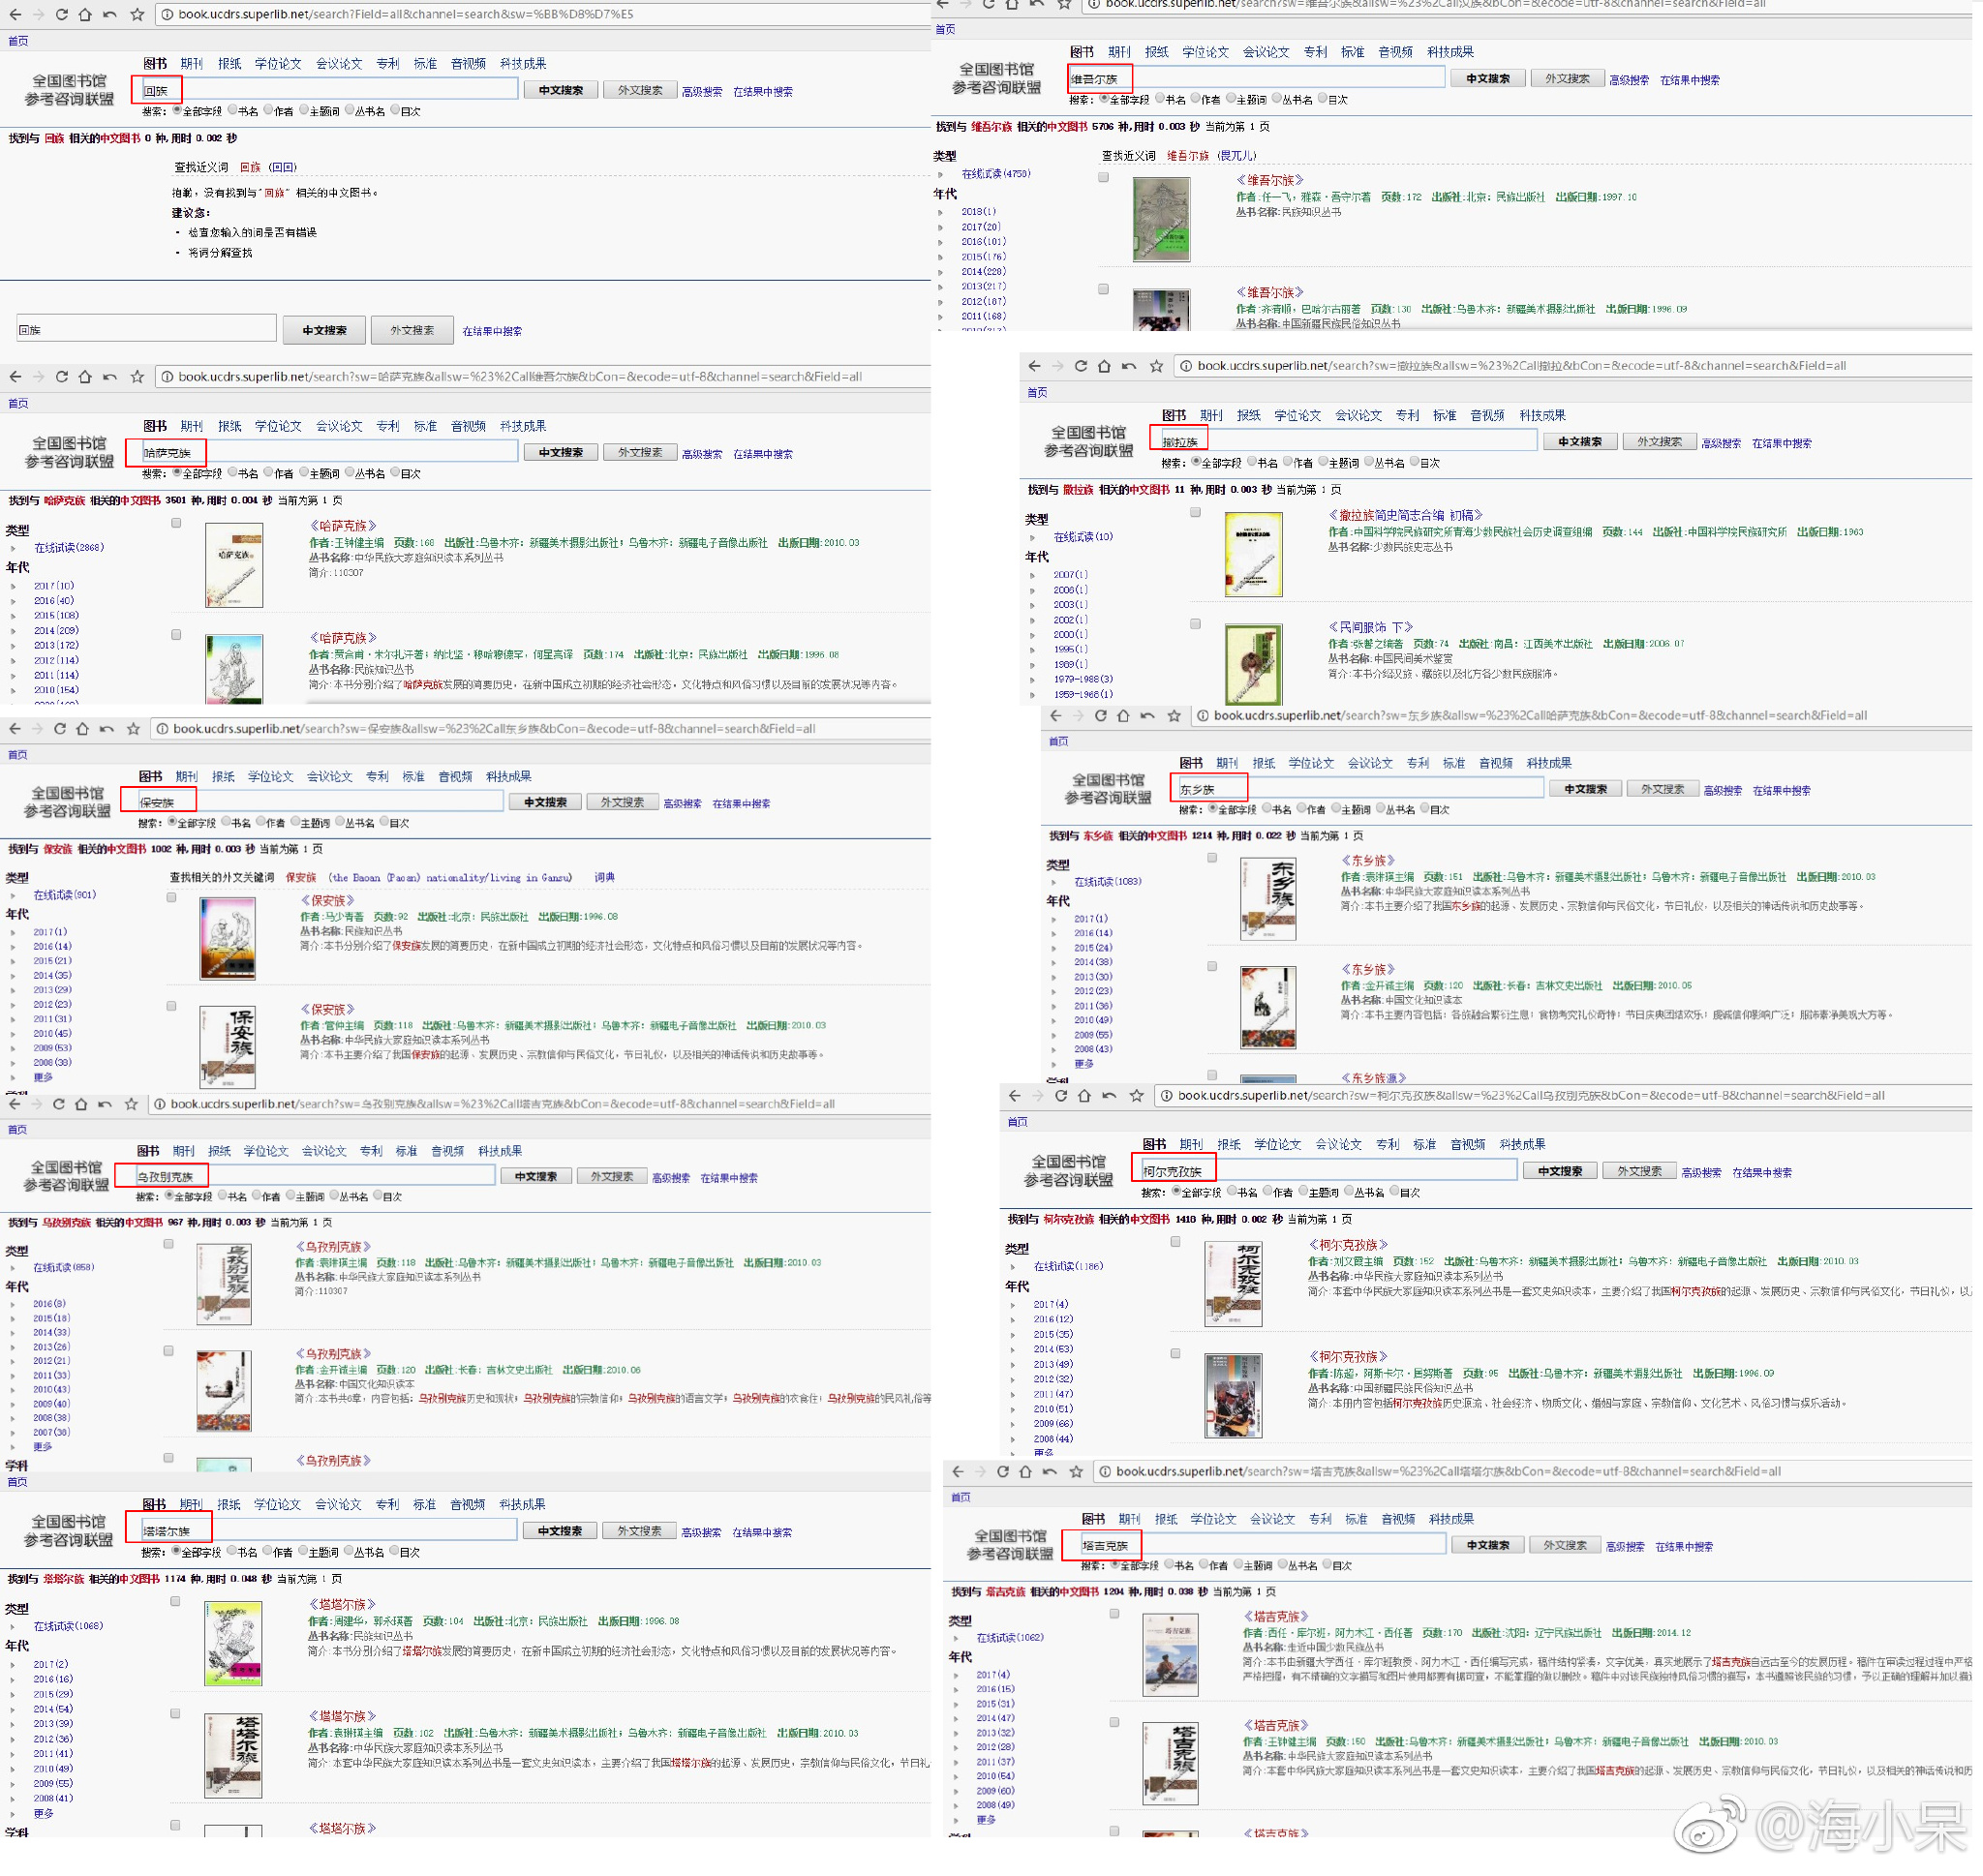 book.ucdrs.superlib.net/search?Field=all&channel=search&sw=%BB%D8%D7%E5
首页
图书 期刊 报纸 学位论文 会议论文 专利 标准 音视频 科技成果
全国图书馆
参考咨询联盟
回族 中文搜索 外文搜索 高级搜索 在结果中搜索
搜索: 全部字段 书名 作者 主题词 丛书名 目次
找到与 回族 相关的中文图书 0 种,用时 0.002 秒
查找近义词 回族 (回回)
抱歉，没有找到与"回族" 相关的中文图书。
建议您:
• 检查您输入的词是否有错误
• 将词分解查找
回族 中文搜索 外文搜索 在结果中搜索
book.ucdrs.superlib.net/search?sw=维吾尔族&allsw=%23%2Call汉族&bCon=&ecode=utf-8&channel=search&Field=all
首页
图书 期刊 报纸 学位论文 会议论文 专利 标准 音视频 科技成果
全国图书馆
参考咨询联盟
维吾尔族 中文搜索 外文搜索 高级搜索 在结果中搜索
搜索: 全部字段 书名 作者 主题词 丛书名 目次
找到与 维吾尔族 相关的中文图书 5706 种,用时 0.003 秒 当前为第 1 页
类型
在线试读(4758)
年代
2018(1)
2017(20)
2016(101)
2015(176)
2014(228)
2013(217)
2012(187)
2011(168)
查找近义词 维吾尔族 (畏兀儿)
《维吾尔族》
作者:任一飞，雅森·吾守尔著 页数:172 出版社:北京：民族出版社 出版日期:1997.10
丛书名称:民族知识丛书
《维吾尔族》
作者:齐清顺，巴哈尔古丽著 页数:130 出版社:乌鲁木齐：新疆美术摄影出版社 出版日期:1996.09
丛书名称:中国新疆民族民俗知识丛书
book.ucdrs.superlib.net/search?sw=哈萨克族&allsw=%23%2Call维吾尔族&bCon=&ecode=utf-8&channel=search&Field=all
首页
图书 期刊 报纸 学位论文 会议论文 专利 标准 音视频 科技成果
全国图书馆
参考咨询联盟
哈萨克族 中文搜索 外文搜索 高级搜索 在结果中搜索
搜索: 全部字段 书名 作者 主题词 丛书名 目次
找到与 哈萨克族 相关的中文图书 3501 种,用时 0.004 秒 当前为第 1 页
类型
在线试读(2868)
年代
2017(10)
2016(40)
2015(108)
2014(209)
2013(172)
2012(114)
2011(114)
2010(154)
《哈萨克族》
作者:王钟健主编 页数:168 出版社:乌鲁木齐：新疆美术摄影出版社；乌鲁木齐：新疆电子音像出版社 出版日期:2010.03
丛书名称:中华民族大家庭知识读本系列丛书
简介:110307
《哈萨克族》
作者:贾合甫·米尔扎汗著；纳比坚·穆哈穆德罕，何星亮译 页数:174 出版社:北京：民族出版社 出版日期:1996.08
丛书名称:民族知识丛书
简介:本书分别介绍了哈萨克族发展的简要历史，在新中国成立初期的经济社会形态，文化特点和风俗习惯以及目前的发展状况等内容。
book.ucdrs.superlib.net/search?sw=撒拉族&allsw=%23%2Call撒拉&bCon=&ecode=utf-8&channel=search&Field=all
首页
图书 期刊 报纸 学位论文 会议论文 专利 标准 音视频 科技成果
全国图书馆
参考咨询联盟
撒拉族 中文搜索 外文搜索 高级搜索 在结果中搜索
搜索: 全部字段 书名 作者 主题词 丛书名 目次
找到与 撒拉族 相关的中文图书 11 种,用时 0.003 秒 当前为第 1 页
类型
在线试读(10)
年代
2007(1)
2006(1)
2003(1)
2002(1)
2000(1)
1995(1)
1989(1)
1979-1988(3)
1959-1968(1)
《撒拉族简史简志合编 初稿》
作者:中国科学院民族研究所青海少数民族社会历史调查组编 页数:144 出版社:中国科学院民族研究所 出版日期:1963
丛书名称:少数民族史志丛书
《民间服饰 下》
作者:张馨之编著 页数:74 出版社:南昌：江西美术出版社 出版日期:2006.07
丛书名称:中国民间美术鉴赏
简介:本书介绍汉族、藏族以及北方各少数民族服饰。
book.ucdrs.superlib.net/search?sw=保安族&allsw=%23%2Call东乡族&bCon=&ecode=utf-8&channel=search&Field=all
首页
图书 期刊 报纸 学位论文 会议论文 专利 标准 音视频 科技成果
全国图书馆
参考咨询联盟
保安族 中文搜索 外文搜索 高级搜索 在结果中搜索
搜索: 全部字段 书名 作者 主题词 丛书名 目次
找到与 保安族 相关的中文图书 1002 种,用时 0.003 秒 当前为第 1 页
类型
在线试读(901)
年代
2017(1)
2016(14)
2015(21)
2014(35)
2013(29)
2012(23)
2011(31)
2010(45)
2009(53)
2008(38)
更多
查找相关的外文关键词 保安族 (the Baoan (Paoan) nationality/living in Gansu) 词典
《保安族》
作者:马少青著 页数:92 出版社:北京：民族出版社 出版日期:1996.08
丛书名称:民族知识丛书
简介:本书分别介绍了保安族发展的简要历史，在新中国成立初期的经济社会形态，文化特点和风俗习惯以及目前的发展状况等内容。
《保安族》
作者:管仲主编 页数:118 出版社:乌鲁木齐：新疆美术摄影出版社；乌鲁木齐：新疆电子音像出版社 出版日期:2010.03
丛书名称:中华民族大家庭知识读本系列丛书
简介:本书主要介绍了我国保安族的起源、发展历史、宗教信仰与民俗文化，节日礼仪，以及相关的神话传说和历史故事等。
book.ucdrs.superlib.net/search?sw=东乡族&allsw=%23%2Call哈萨克族&bCon=&ecode=utf-8&channel=search&Field=all
首页
图书 期刊 报纸 学位论文 会议论文 专利 标准 音视频 科技成果
全国图书馆
参考咨询联盟
东乡族 中文搜索 外文搜索 高级搜索 在结果中搜索
搜索: 全部字段 书名 作者 主题词 丛书名 目次
找到与 东乡族 相关的中文图书 1214 种,用时 0.022 秒 当前为第 1 页
类型
在线试读(1083)
年代
2017(1)
2016(14)
2015(24)
2014(38)
2013(30)
2012(23)
2011(36)
2010(49)
2009(55)
2008(43)
更多
《东乡族》
作者:袁琳瑛主编 页数:151 出版社:乌鲁木齐：新疆美术摄影出版社；乌鲁木齐：新疆电子音像出版社 出版日期:2010.03
丛书名称:中华民族大家庭知识读本系列丛书
简介:本书主要介绍了我国东乡族的起源、发展历史、宗教信仰与民俗文化，节日礼仪，以及相关的神话传说和历史故事等。
《东乡族》
作者:金开诚主编 页数:120 出版社:长春：吉林文史出版社 出版日期:2010.05
丛书名称:中国文化知识读本
简介:本书主要内容包括：各族融合繁衍生息；食物考究礼仪奇特；节日庆典团结欢乐；虔诚信仰影响广泛；服饰素净美观大方等。
《东乡族源》
book.ucdrs.superlib.net/search?sw=乌孜别克族&allsw=%23%2Call塔吉克族&bCon=&ecode=utf-8&channel=search&Field=all
首页
图书 期刊 报纸 学位论文 会议论文 专利 标准 音视频 科技成果
全国图书馆
参考咨询联盟
乌孜别克族 中文搜索 外文搜索 高级搜索 在结果中搜索
搜索: 全部字段 书名 作者 主题词 丛书名 目次
找到与 乌孜别克族 相关的中文图书 967 种,用时 0.003 秒 当前为第 1 页
类型
在线试读(858)
年代
2016(8)
2015(18)
2014(33)
2013(26)
2012(21)
2011(33)
2010(43)
2009(40)
2008(38)
2007(38)
更多
学科
《乌孜别克族》
作者:袁琳瑛主编 页数:118 出版社:乌鲁木齐：新疆美术摄影出版社；乌鲁木齐：新疆电子音像出版社 出版日期:2010.03
丛书名称:中华民族大家庭知识读本系列丛书
简介:110307
《乌孜别克族》
作者:金开诚主编 页数:120 出版社:长春：吉林文史出版社 出版日期:2010.06
丛书名称:中国文化知识读本
简介:本书共6章，内容包括：乌孜别克族历史和现状；乌孜别克族的宗教信仰；乌孜别克族的语言文字；乌孜别克族的衣食住；乌孜别克族的民风礼俗等
《乌孜别克族》
book.ucdrs.superlib.net/search?sw=柯尔克孜族&allsw=%23%2Call乌孜别克族&bCon=&ecode=utf-8&channel=search&Field=all
首页
图书 期刊 报纸 学位论文 会议论文 专利 标准 音视频 科技成果
全国图书馆
参考咨询联盟
柯尔克孜族 中文搜索 外文搜索 高级搜索 在结果中搜索
搜索: 全部字段 书名 作者 主题词 丛书名 目次
找到与 柯尔克孜族 相关的中文图书 1418 种,用时 0.002 秒 当前为第 1 页
类型
在线试读(1186)
年代
2017(4)
2016(12)
2015(35)
2014(53)
2013(49)
2012(32)
2011(47)
2010(51)
2009(66)
2008(44)
更多
《柯尔克孜族》
作者:刘文霞主编 页数:152 出版社:乌鲁木齐：新疆美术摄影出版社；乌鲁木齐：新疆电子音像出版社 出版日期:2010.03
丛书名称:中华民族大家庭知识读本系列丛书
简介:本套中华民族大家庭知识读本系列丛书是一套文史知识读本，主要介绍了我国柯尔克孜族的起源、发展历史、宗教信仰与民俗文化，节日礼仪，以
《柯尔克孜族》
作者:陈超，阿斯卡尔·居努斯著 页数:95 出版社:乌鲁木齐：新疆美术摄影出版社 出版日期:1996.09
丛书名称:中国新疆民族民俗知识丛书
简介:本册内容包括柯尔克孜族历史源流、社会经济、物质文化、婚姻与家庭、宗教信仰、文化艺术、风俗习惯与娱乐活动。
首页
图书 期刊 报纸 学位论文 会议论文 专利 标准 音视频 科技成果
全国图书馆
参考咨询联盟
塔塔尔族 中文搜索 外文搜索 高级搜索 在结果中搜索
搜索: 全部字段 书名 作者 主题词 丛书名 目次
找到与 塔塔尔族 相关的中文图书 1174 种,用时 0.048 秒 当前为第 1 页
类型
在线试读(1068)
年代
2017(2)
2016(16)
2015(29)
2014(54)
2013(39)
2012(36)
2011(41)
2010(49)
2009(55)
2008(41)
更多
学科
《塔塔尔族》
作者:周建华，郭永瑛著 页数:104 出版社:北京：民族出版社 出版日期:1996.08
丛书名称:民族知识丛书
简介:本书分别介绍了塔塔尔族发展的简要历史，在新中国成立初期的经济社会形态，文化特点和风俗习惯以及目前的发展状况等内容。
《塔塔尔族》
作者:袁琳瑛主编 页数:102 出版社:乌鲁木齐：新疆美术摄影出版社；乌鲁木齐：新疆电子音像出版社 出版日期:2010.03
丛书名称:中华民族大家庭知识读本系列丛书
简介:本套中华民族大家庭知识读本系列丛书是一套文史知识读本，主要介绍了我国塔塔尔族的起源、发展历史，宗教信仰与民俗文化，节日礼
《塔塔尔族》
book.ucdrs.superlib.net/search?sw=塔吉克族&allsw=%23%2Call塔塔尔族&bCon=&ecode=utf-8&channel=search&Field=all
首页
图书 期刊 报纸 学位论文 会议论文 专利 标准 音视频 科技成果
全国图书馆
参考咨询联盟
塔吉克族 中文搜索 外文搜索 高级搜索 在结果中搜索
搜索: 全部字段 书名 作者 主题词 丛书名 目次
找到与 塔吉克族 相关的中文图书 1204 种,用时 0.038 秒 当前为第 1 页
类型
在线试读(1062)
年代
2017(4)
2016(15)
2015(31)
2014(47)
2013(32)
2012(28)
2011(37)
2010(54)
2009(60)
2008(49)
更多
《塔吉克族》
作者:西仁·库尔班，阿力木江·西仁著 页数:170 出版社:沈阳：辽宁民族出版社 出版日期:2014.12
丛书名称:走近中国少数民族丛书
简介:本书由新疆大学西仁·库尔班教授、阿力木江·西仁编写完成，稿件结构紧凑，文字优美，真实地展示了塔吉克族自远古至今的发展历程。稿件在审读过程过程中严格
严格把握，有不精确的文字描写和图片使用都要有据可查，不能掌握的做以删改。稿件中对该民族独特风俗习惯的描写，本书遵照该民族的习惯，予以正确的理解并加以
《塔吉克族》
作者:王钟健主编 页数:150 出版社:乌鲁木齐：新疆美术摄影出版社；乌鲁木齐：新疆电子音像出版社 出版日期:2010.03
丛书名称:中华民族大家庭知识读本系列丛书
简介:本套中华民族大家庭知识读本系列丛书是一套文史知识读本，主要介绍了我国塔吉克族的起源、发展历史、宗教信仰与民俗文化，节日礼仪，以及相关的神话传说和历
《塔吉克族》
@海小呆